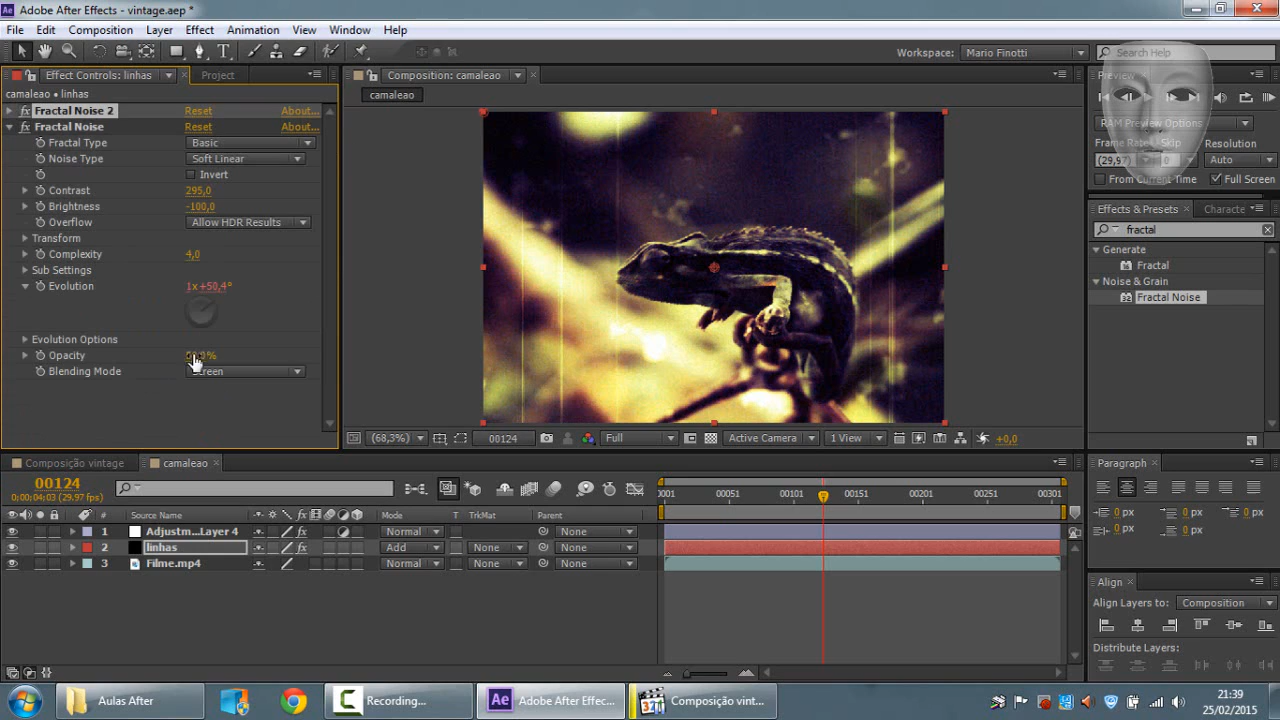 Adobe After Effects - vintage.aep *
File Edit Composition Layer Effect Animation View Window Help
Workspace: Mario Finotti Search Help
Effect Controls: linhas Project
camaleao • linhas
fx Fractal Noise 2 Reset About...
fx Fractal Noise Reset About...
Fractal Type Basic
Noise Type Soft Linear
Invert
Contrast 295,0
Brightness -100,0
Overflow Allow HDR Results
Transform
Complexity 4,0
Sub Settings
Evolution 1x+50,4°
Evolution Options
Opacity
Blending Mode Screen
Composition: camaleao
camaleao
(68,3%) 00124 Full Active Camera 1 View +0,0
Preview
RAM Preview Options
Frame Rate Skip Resolution
(29,97) 0 Auto
From Current Time Full Screen
Effects & Presets Characte
fractal
Generate
Fractal
Noise & Grain
Fractal Noise
Composição vintage camaleao
00124
0;00:04;03 (29.97 fps)
0001 00051 00101 00151 00201 00251 00301
# Source Name fx Mode T TrkMat Parent
1 Adjustm...Layer 4 fx Normal None
2 linhas fx Add None None
3 Filme.mp4 Normal None None
Paragraph
0 px 0 px 0 px
0 px 0 px
Align
Align Layers to: Composition
Distribute Layers:
Aulas After Recording... Adobe After Effec... Composição vint...
21:39
25/02/2015